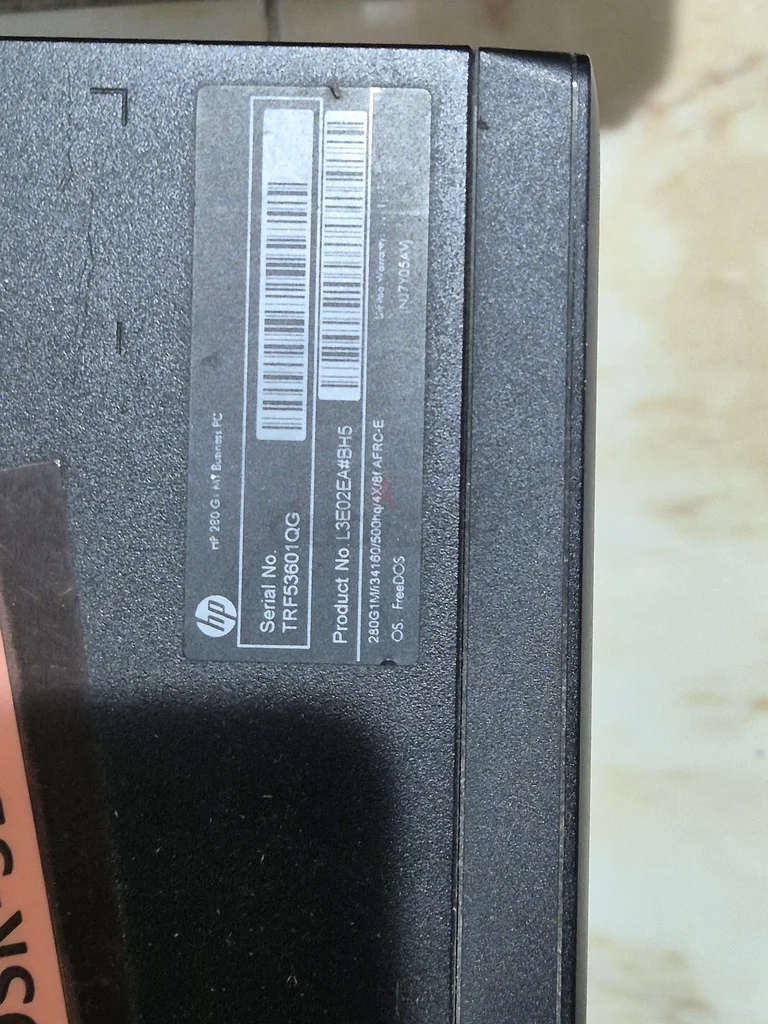 hp
HP 280 G1 MT Business PC
Serial No.
TRF53601QG
Product No. L3E02EA#BH5
280G1M/i34160/500hq/4X/8f AFRC-E
OS. FreeDOS